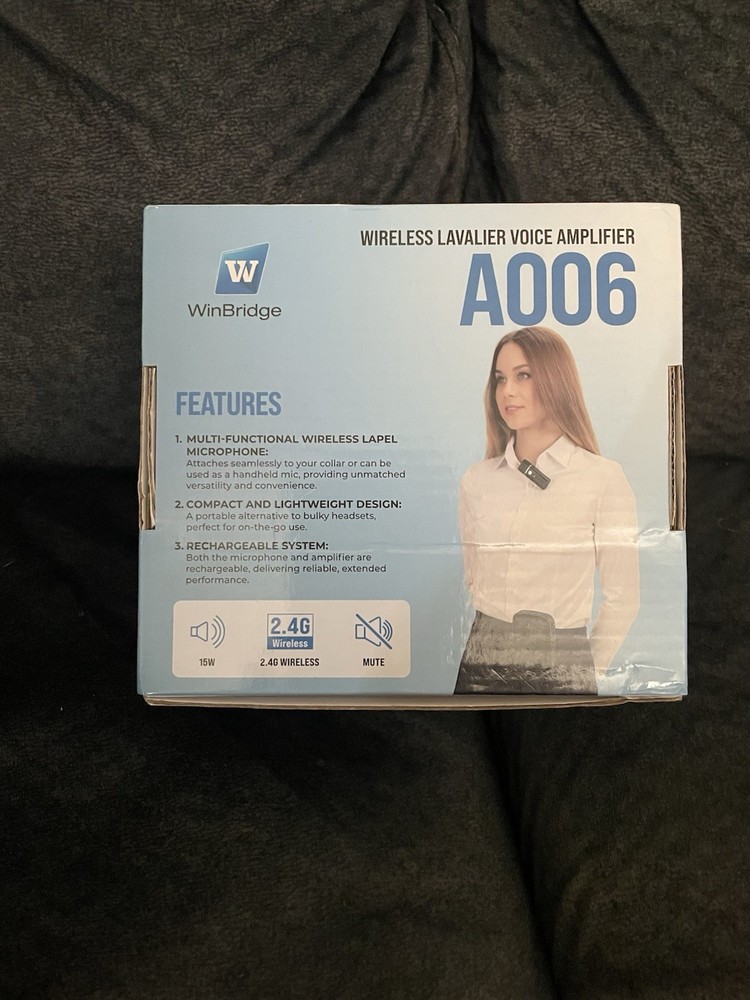 W
WinBridge
WIRELESS LAVALIER VOICE AMPLIFIER
A006
FEATURES
1. MULTI-FUNCTIONAL WIRELESS LAPEL
MICROPHONE:
Attaches seamlessly to your collar or can be
used as a handheld mic, providing unmatched
versatility and convenience.
2. COMPACT AND LIGHTWEIGHT DESIGN:
A portable alternative to bulky headsets,
perfect for on-the-go use.
3. RECHARGEABLE SYSTEM:
Both the microphone and amplifier are
rechargeable, delivering reliable, extended
performance.
15W
2.4G
Wireless
2.4G WIRELESS
MUTE